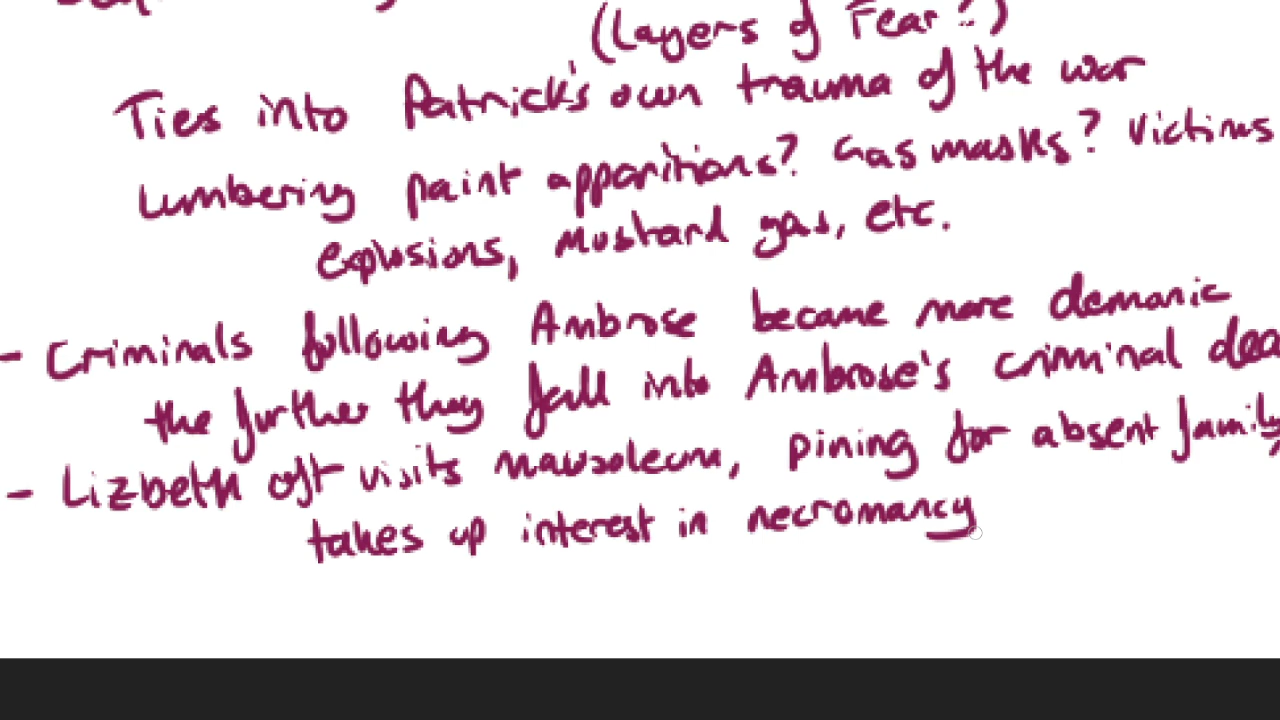 (Layers of Fear?)
Ties into Patrick's own trauma of the war
Lumbering paint apparitions? Gas masks? Victims
explosions, mustard gas, etc.
- Criminals following Ambrose became more demonic
the further they fall into Ambrose's criminal
- Lizbeth oft visits mausoleum, pining for absent family,
takes up interest in necromancy